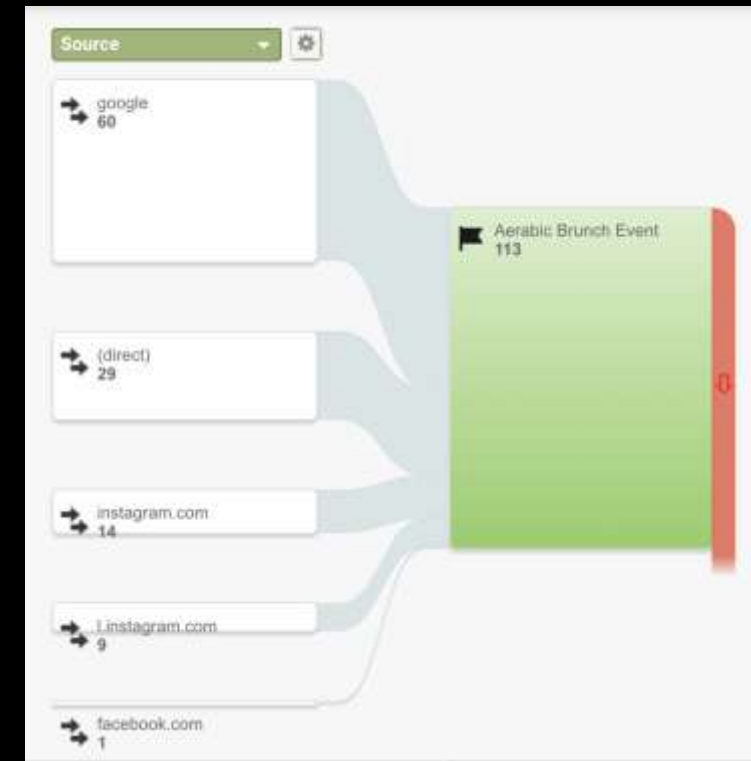 Source
google
60
Aerabic Brunch Event
113
(direct)
29
instagram.com
14
l.instagram.com
9
facebook.com
1